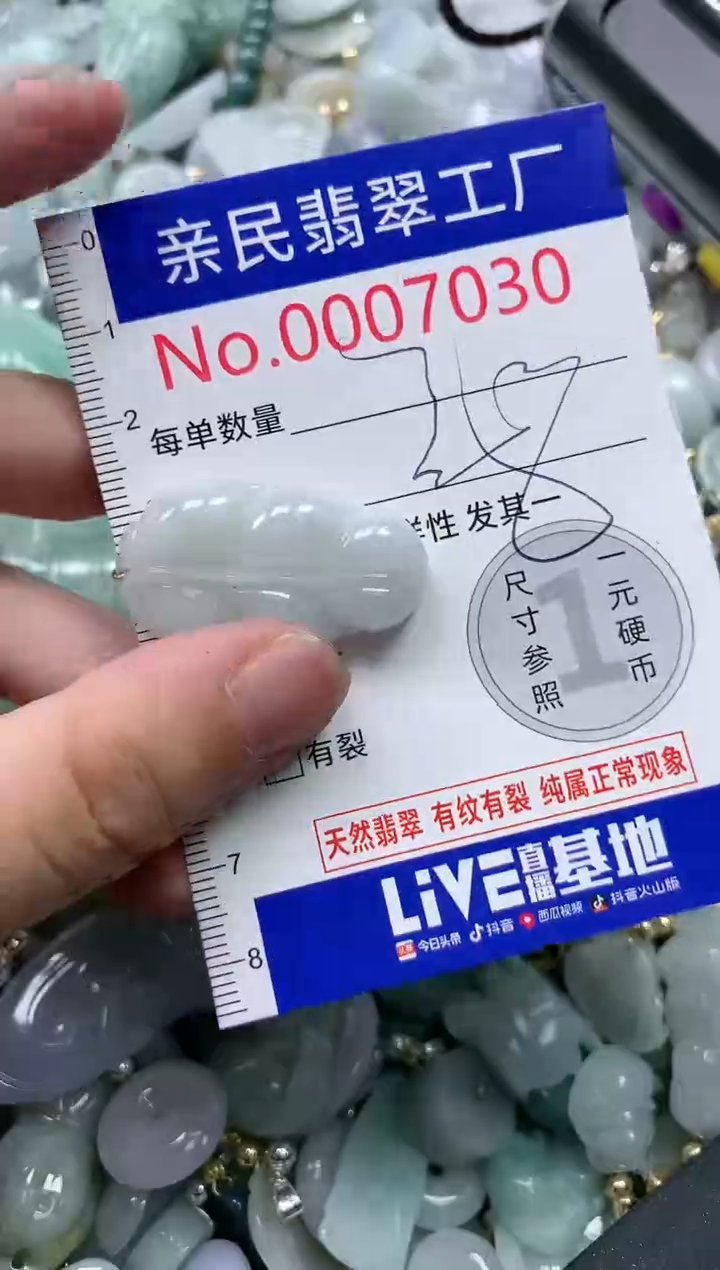 亲民翡翠工厂
No.0007030
0
1
2
每单数量
样性 发其一
尺寸参照
一元硬币
1
有裂
天然翡翠 有纹有裂 纯属正常现象
7
LiVE直播基地
8
今日头条 抖音 西瓜视频 抖音火山版